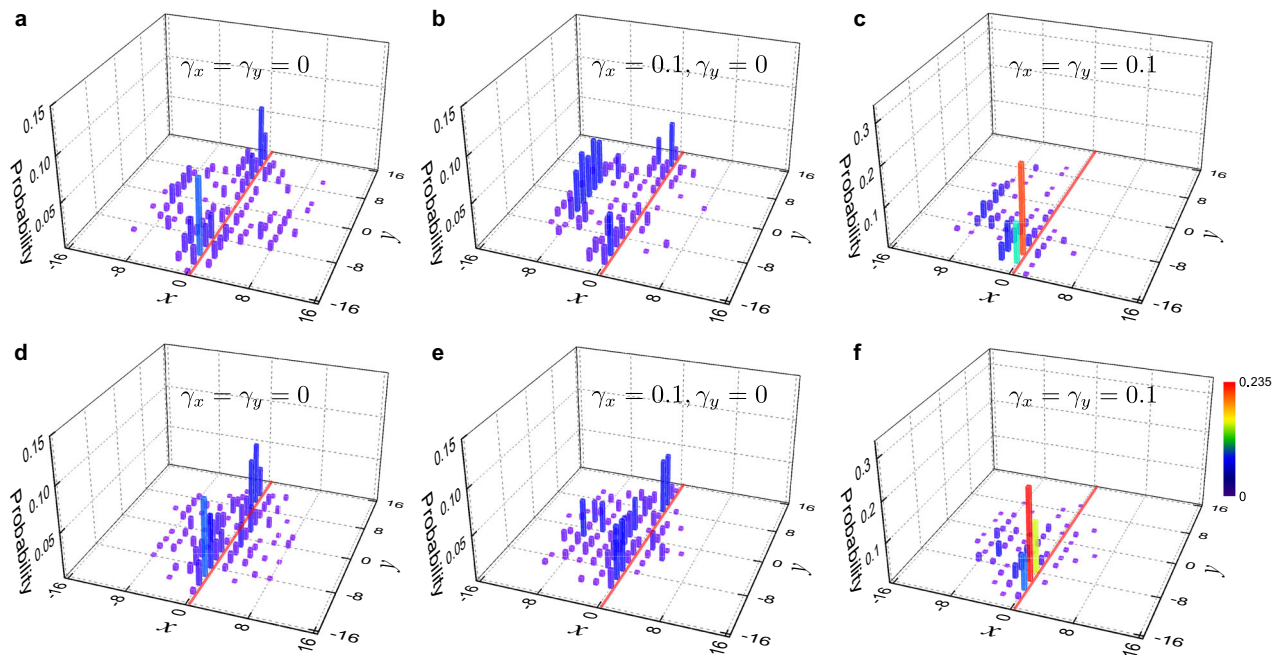 a
γx = γy = 0
0.15
0.10
0.05
Probability
-16
-8
0
8
16
x
16
8
0
-8
-16
y
b
γx = 0.1, γy = 0
0.15
0.10
0.05
Probability
-16
-8
0
8
16
x
16
8
0
-8
-16
y
c
γx = γy = 0.1
0.3
0.2
0.1
Probability
-16
-8
0
8
16
x
16
8
0
-8
-16
y
d
γx = γy = 0
0.15
0.10
0.05
Probability
-16
-8
0
8
16
x
16
8
0
-8
-16
y
e
γx = 0.1, γy = 0
0.15
0.10
0.05
Probability
-16
-8
0
8
16
x
16
8
0
-8
-16
y
f
γx = γy = 0.1
0.3
0.2
0.1
Probability
-16
-8
0
8
16
x
16
8
0
-8
-16
y
0.235
0